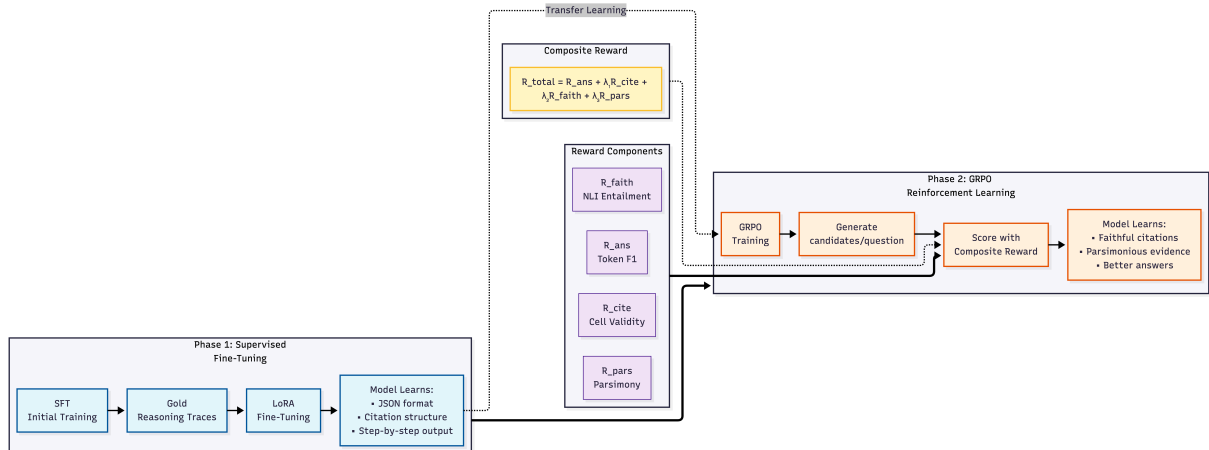 Transfer Learning
Composite Reward
R_total = R_ans + λ₁R_cite +
λ₂R_faith + λ₃R_pars
Reward Components
R_faith
NLI Entailment
R_ans
Token F1
R_cite
Cell Validity
R_pars
Parsimony
Phase 1: Supervised
Fine-Tuning
SFT
Initial Training
Gold
Reasoning Traces
LoRA
Fine-Tuning
Model Learns:
• JSON format
• Citation structure
• Step-by-step output
Phase 2: GRPO
Reinforcement Learning
GRPO
Training
Generate
candidates/question
Score with
Composite Reward
Model Learns:
• Faithful citations
• Parsimonious evidence
• Better answers